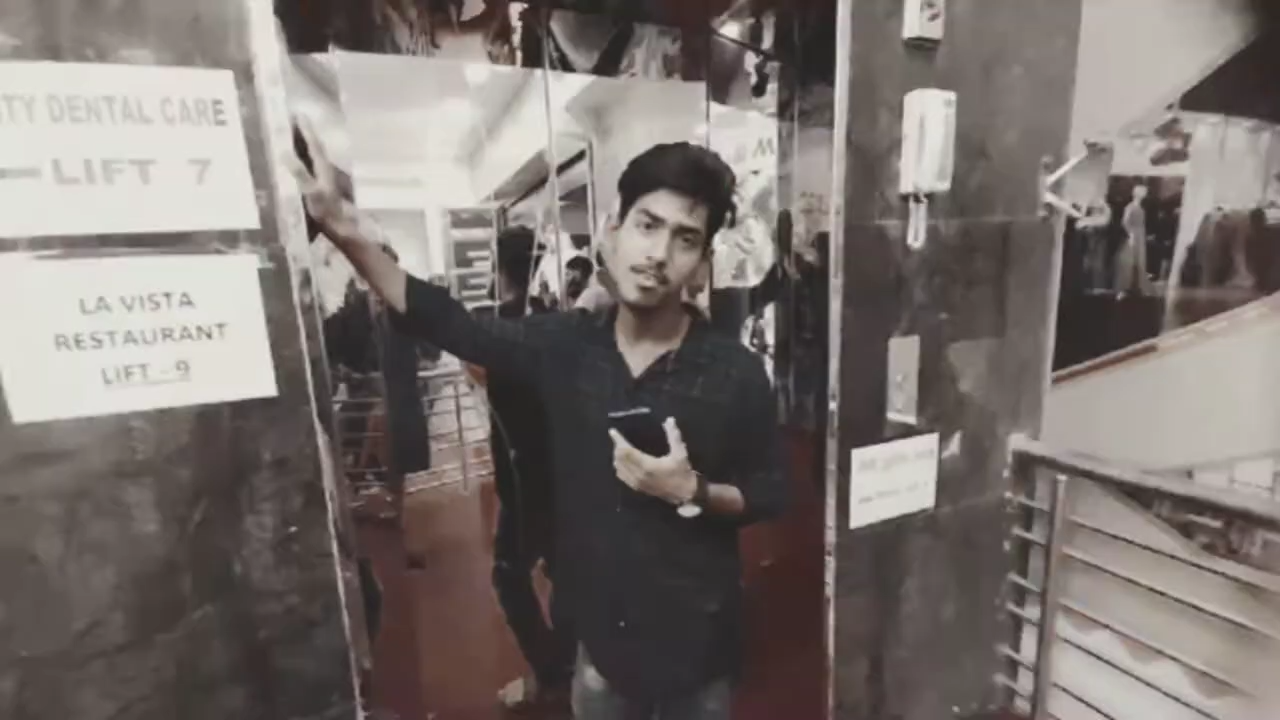 TY DENTAL CARE
LIFT 7
LA VISTA
RESTAURANT
LIFT - 9